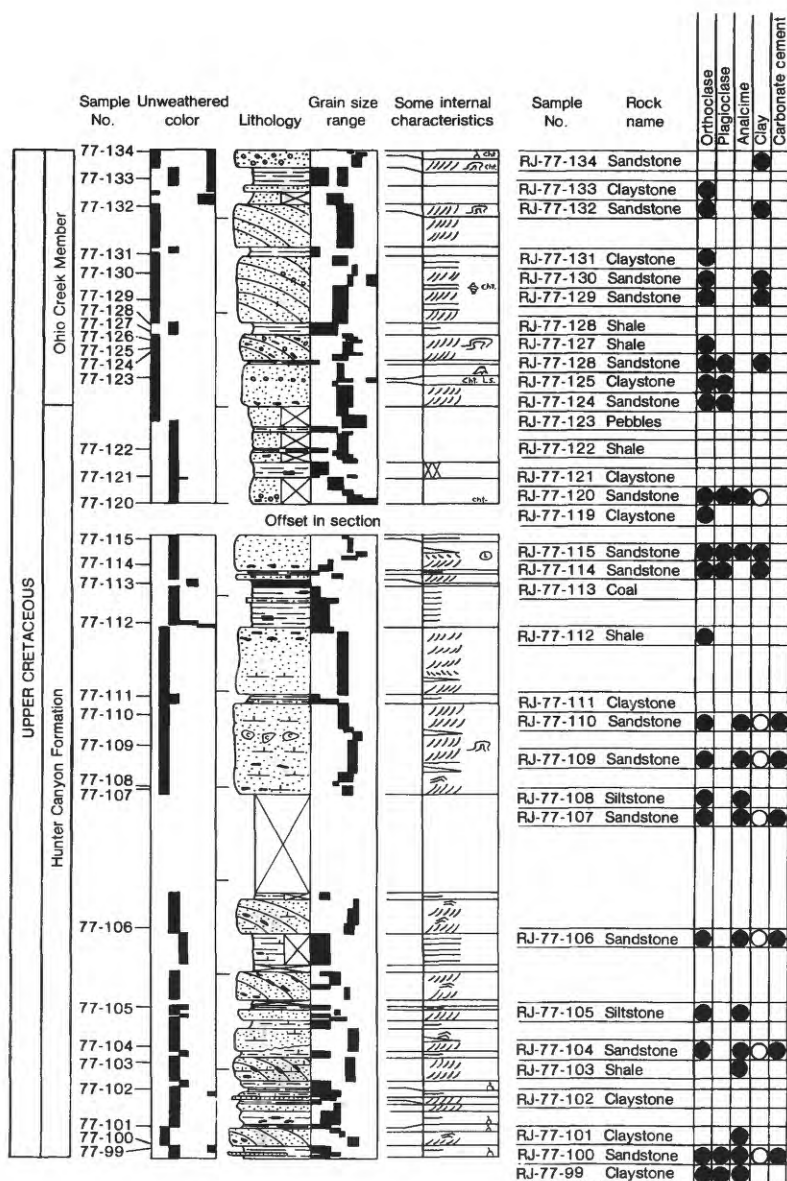 Sample No.
Unweathered color
Lithology
Grain size range
Some internal characteristics
Sample No.
Rock name
Orthoclase
Plagioclase
Analcime
Clay
Carbonate cement
UPPER CRETACEOUS
Ohio Creek Member
Hunter Canyon Formation
77-134
77-133
77-132
77-131
77-130
77-129
77-128
77-127
77-126
77-125
77-124
77-123
77-122
77-121
77-120
Offset in section
77-115
77-114
77-113
77-112
77-111
77-110
77-109
77-108
77-107
77-106
77-105
77-104
77-103
77-102
77-101
77-100
77-99
cht.
cht.
cht.
cht. L.S.
cht.
RJ-77-134 Sandstone
RJ-77-133 Claystone
RJ-77-132 Sandstone
RJ-77-131 Claystone
RJ-77-130 Sandstone
RJ-77-129 Sandstone
RJ-77-128 Shale
RJ-77-127 Shale
RJ-77-128 Sandstone
RJ-77-125 Claystone
RJ-77-124 Sandstone
RJ-77-123 Pebbles
RJ-77-122 Shale
RJ-77-121 Claystone
RJ-77-120 Sandstone
RJ-77-119 Claystone
RJ-77-115 Sandstone
RJ-77-114 Sandstone
RJ-77-113 Coal
RJ-77-112 Shale
RJ-77-111 Claystone
RJ-77-110 Sandstone
RJ-77-109 Sandstone
RJ-77-108 Siltstone
RJ-77-107 Sandstone
RJ-77-106 Sandstone
RJ-77-105 Siltstone
RJ-77-104 Sandstone
RJ-77-103 Shale
RJ-77-102 Claystone
RJ-77-101 Claystone
RJ-77-100 Sandstone
RJ-77-99 Claystone